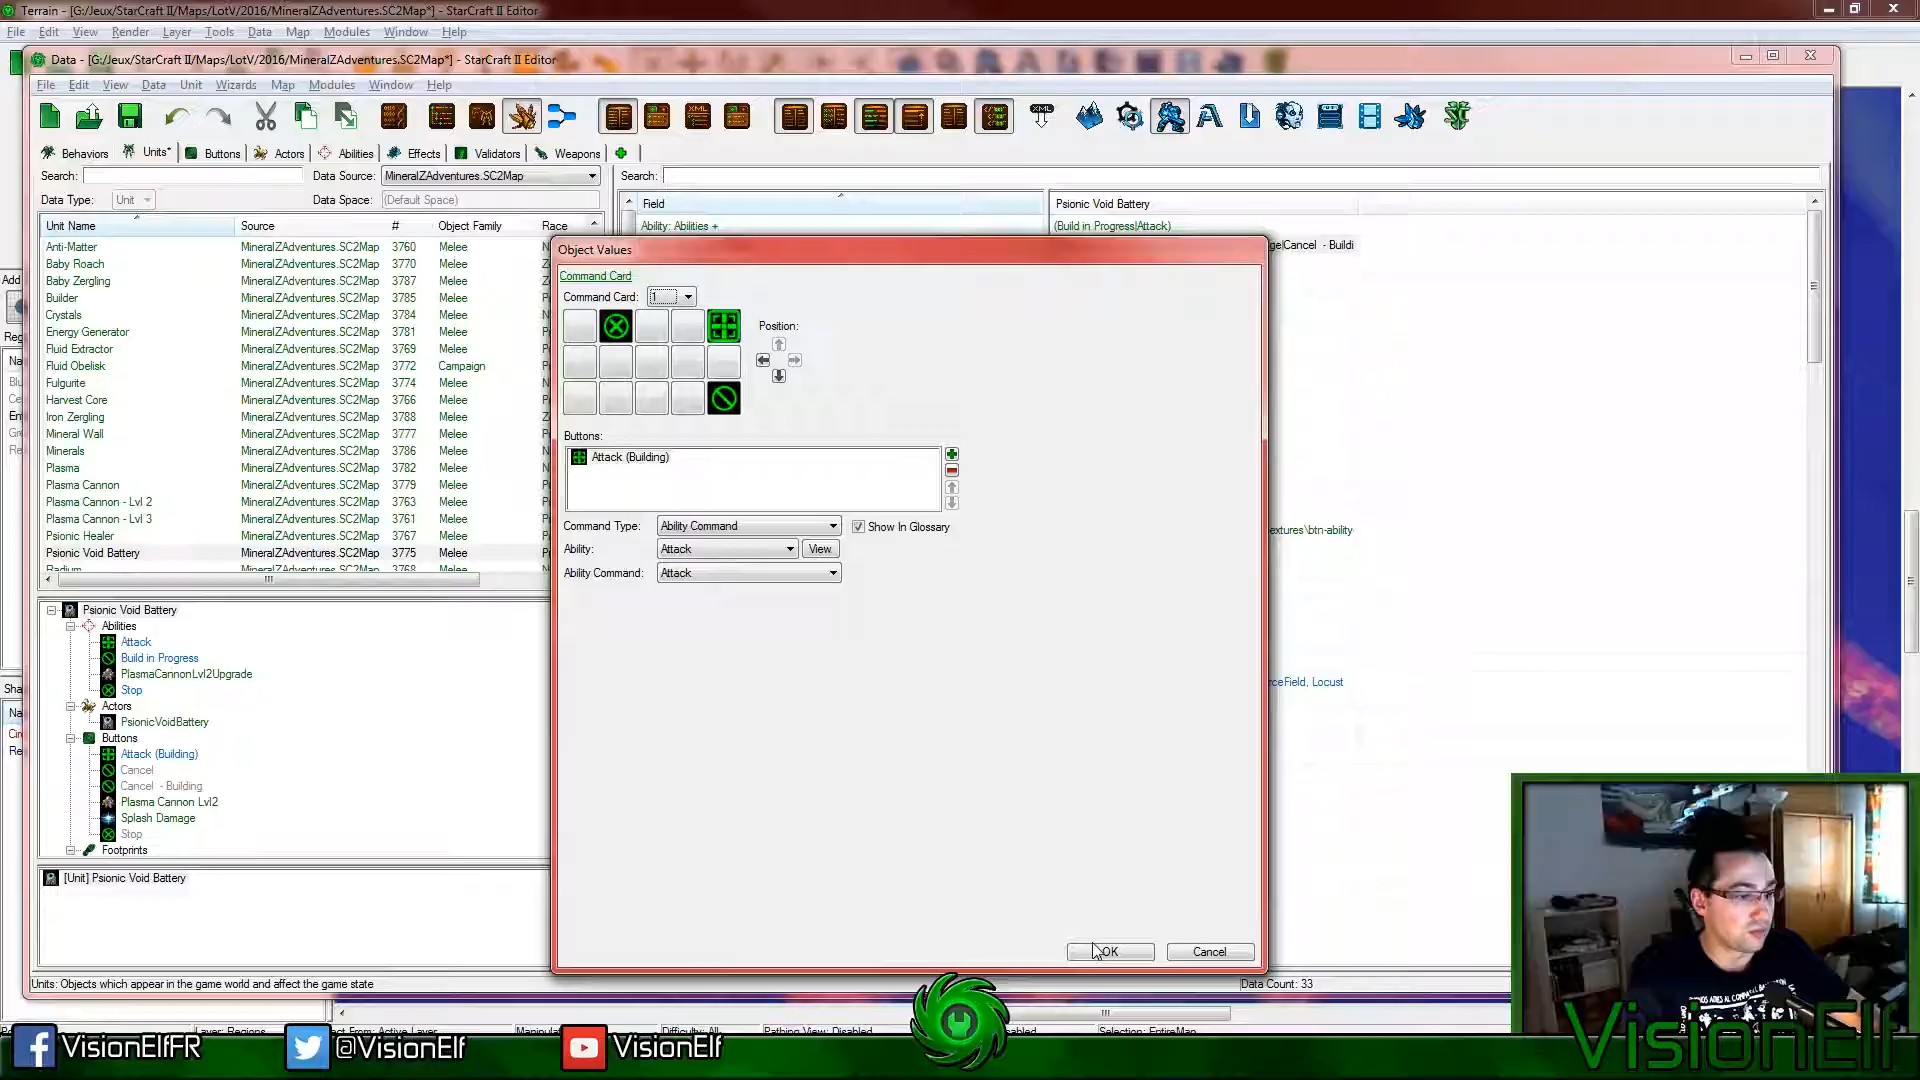 Terrain - [G:/Jeux/StarCraft II/Maps/LotV/2016/MineralZAdventures.SC2Map*] - StarCraft II Editor
File Edit View Render Layer Tools Data Map Modules Window Help
Data - [G:/Jeux/StarCraft II/Maps/LotV/2016/MineralZAdventures.SC2Map*] - StarCraft II Editor
File Edit View Data Unit Wizards Map Modules Window Help
Behaviors Units* Buttons Actors Abilities Effects Validators Weapons
Search: Data Source: MineralZAdventures.SC2Map Search:
Data Type: Unit Data Space: (Default Space)
Field Psionic Void Battery
Unit Name Source # Object Family Race
Ability: Abilities + (Build in Progress|Attack)
Anti-Matter MineralZAdventures.SC2Map 3760 Melee
Baby Roach MineralZAdventures.SC2Map 3770 Melee
Baby Zergling MineralZAdventures.SC2Map 3787 Melee
Builder MineralZAdventures.SC2Map 3785 Melee
Crystals MineralZAdventures.SC2Map 3784 Melee
Energy Generator MineralZAdventures.SC2Map 3781 Melee
Fluid Extractor MineralZAdventures.SC2Map 3769 Melee
Fluid Obelisk MineralZAdventures.SC2Map 3772 Campaign
Fulgurite MineralZAdventures.SC2Map 3774 Melee
Harvest Core MineralZAdventures.SC2Map 3766 Melee
Iron Zergling MineralZAdventures.SC2Map 3788 Melee
Mineral Wall MineralZAdventures.SC2Map 3777 Melee
Minerals MineralZAdventures.SC2Map 3786 Melee
Plasma MineralZAdventures.SC2Map 3782 Melee
Plasma Cannon MineralZAdventures.SC2Map 3779 Melee
Plasma Cannon - Lvl 2 MineralZAdventures.SC2Map 3763 Melee
Plasma Cannon - Lvl 3 MineralZAdventures.SC2Map 3761 Melee
Psionic Healer MineralZAdventures.SC2Map 3767 Melee
Psionic Void Battery MineralZAdventures.SC2Map 3775 Melee
Radium MineralZAdventures.SC2Map 3768 Melee
Psionic Void Battery
Abilities
Attack
Build in Progress
PlasmaCannonLvl2Upgrade
Stop
Actors
PsionicVoidBattery
Buttons
Attack (Building)
Cancel
Cancel - Building
Plasma Cannon Lvl2
Splash Damage
Stop
Footprints
[Unit] Psionic Void Battery
Units: Objects which appear in the game world and affect the game state
Data Count: 33
Object Values
Command Card
Command Card: 1
Position:
Buttons:
Attack (Building)
Command Type: Ability Command Show In Glossary
Ability: Attack View
Ability Command: Attack
OK Cancel
ge|Cancel - Buildi
extures\btn-ability
rceField, Locust
Add
VisionElfFR @VisionElf VisionElf
VisionElf